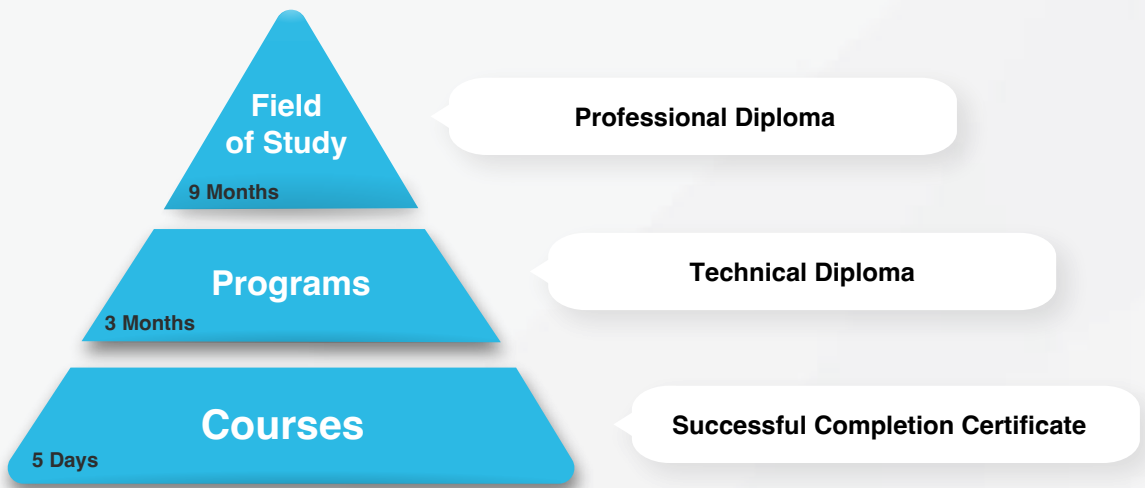 Field
of Study
9 Months
Professional Diploma
Programs
3 Months
Technical Diploma
Courses
5 Days
Successful Completion Certificate